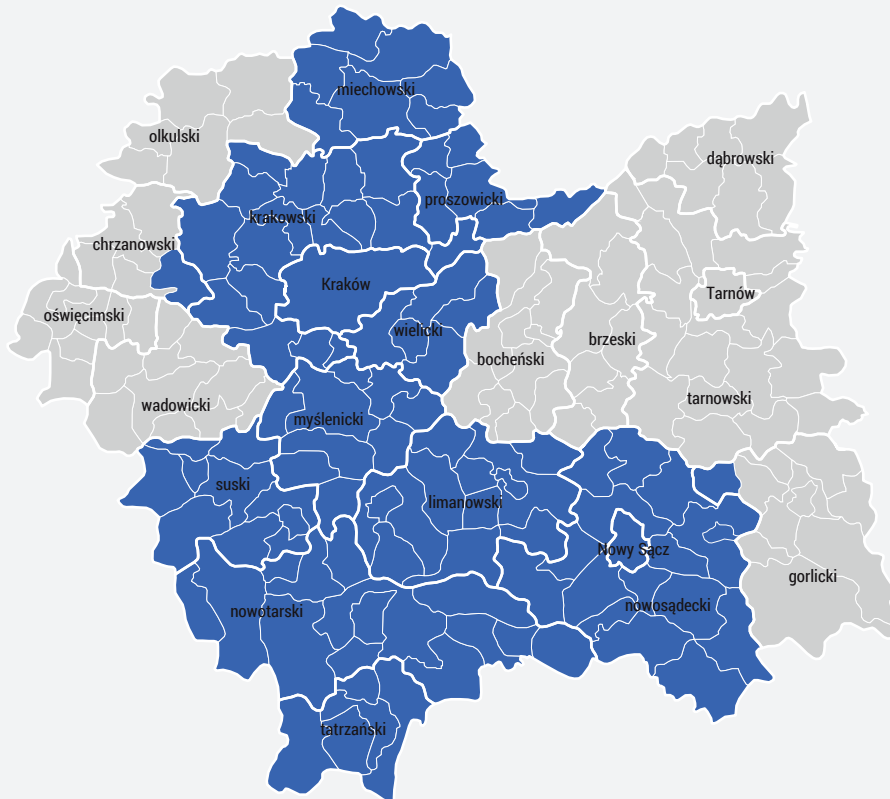 miechowski
olkulski
dąbrowski
proszowicki
krakowski
chrzanowski
Kraków
Tarnów
oświęcimski
wielicki
brzeski
bocheński
tarnowski
wadowicki
myślenicki
suski
limanowski
Nowy Sącz
gorlicki
nowosądecki
nowotarski
tatrzański